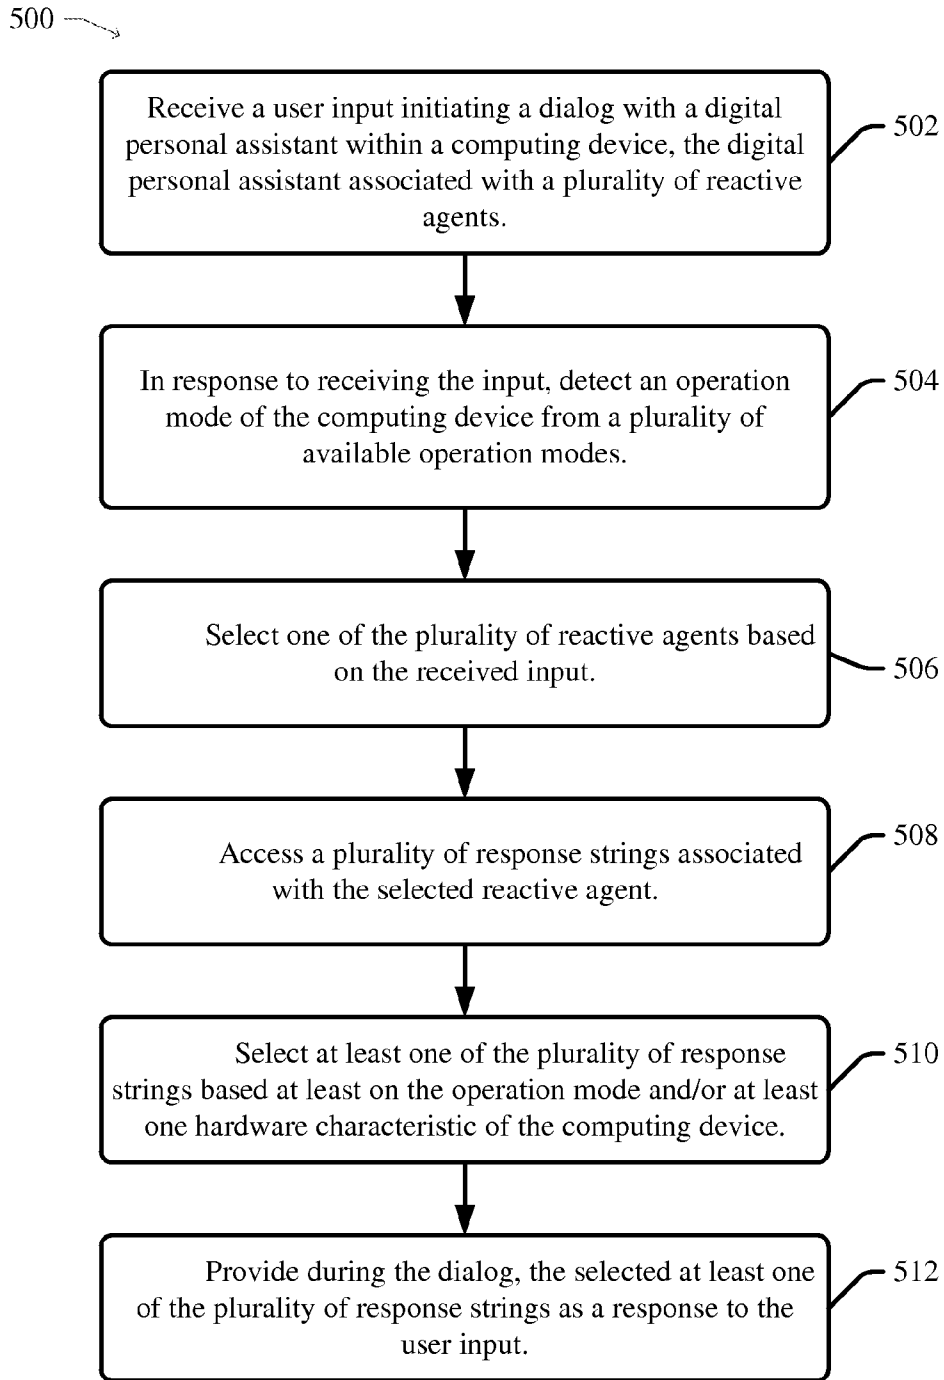 500
Receive a user input initiating a dialog with a digital
personal assistant within a computing device, the digital
personal assistant associated with a plurality of reactive
agents.
502
In response to receiving the input, detect an operation
mode of the computing device from a plurality of
available operation modes.
504
Select one of the plurality of reactive agents based
on the received input.
506
Access a plurality of response strings associated
with the selected reactive agent.
508
Select at least one of the plurality of response
strings based at least on the operation mode and/or at least
one hardware characteristic of the computing device.
510
Provide during the dialog, the selected at least one
of the plurality of response strings as a response to the
user input.
512